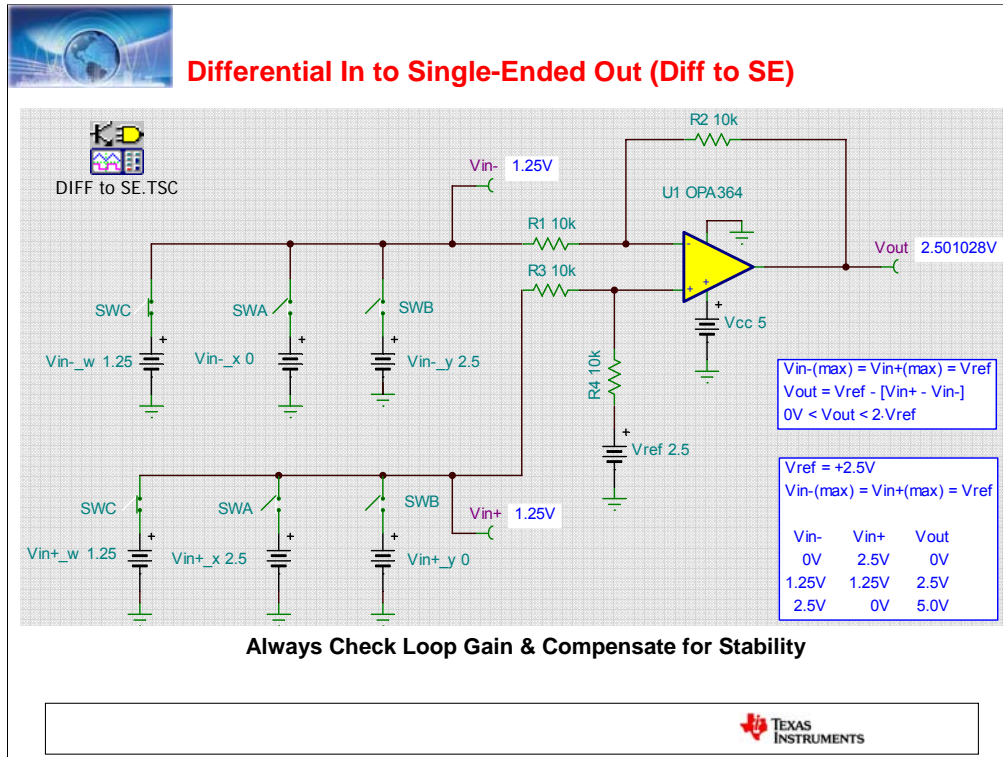 Differential In to Single-Ended Out (Diff to SE)
DIFF to SE.TSC
R2 10k
Vin- 1.25V
U1 OPA364
R1 10k
Vout 2.501028V
R3 10k
SWC
SWA
SWB
Vcc 5
Vin-_w 1.25
Vin-_x 0
Vin-_y 2.5
R4 10k
Vin-(max) = Vin+(max) = Vref
Vout = Vref - [Vin+ - Vin-]
0V < Vout < 2·Vref
Vref 2.5
Vref = +2.5V
Vin-(max) = Vin+(max) = Vref
Vin- Vin+ Vout
0V 2.5V 0V
1.25V 1.25V 2.5V
2.5V 0V 5.0V
SWC
SWA
SWB
Vin+ 1.25V
Vin+_w 1.25
Vin+_x 2.5
Vin+_y 0
Always Check Loop Gain & Compensate for Stability
TEXAS
INSTRUMENTS